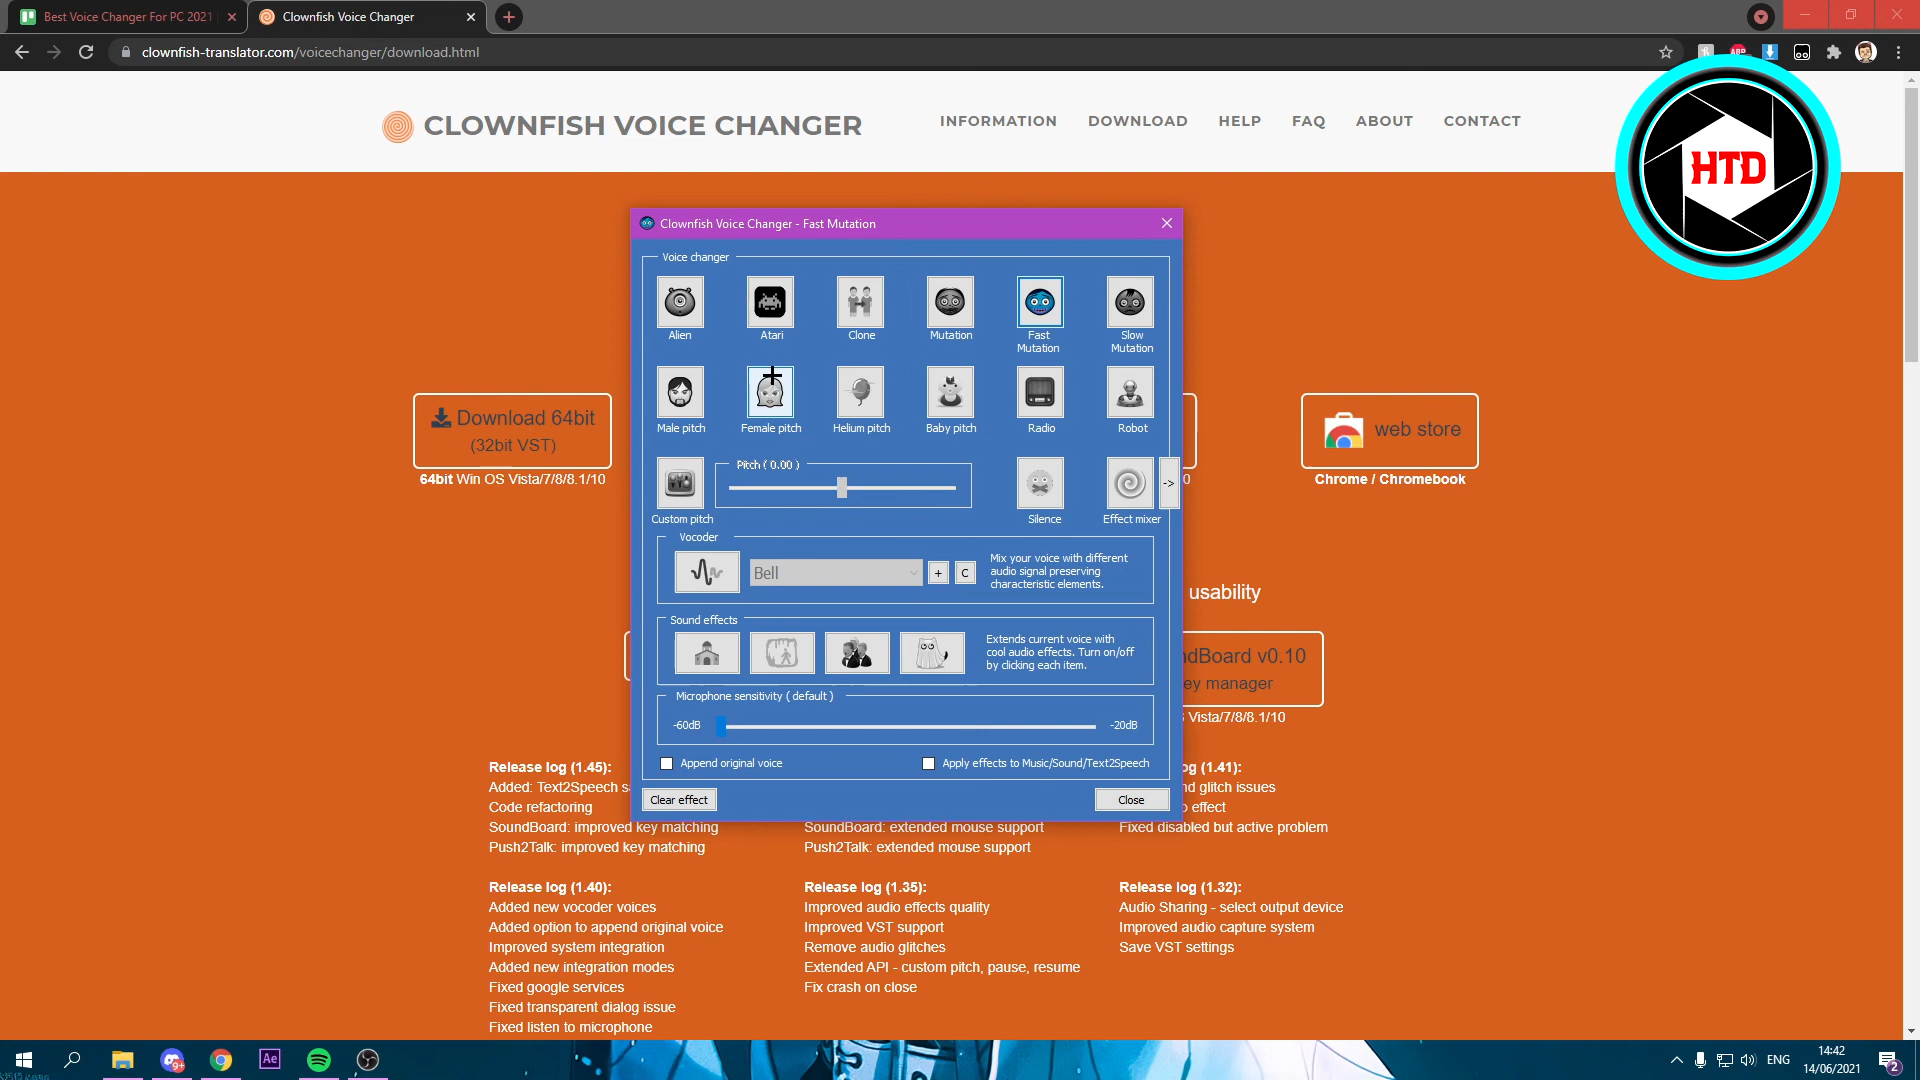 Best Voice Changer For PC 2021
Clownfish Voice Changer
clownfish-translator.com/voicechanger/download.html
ABP
CLOWNFISH VOICE CHANGER
INFORMATION
DOWNLOAD
HELP
FAQ
ABOUT
CONTACT
HTD
Clownfish Voice Changer - Fast Mutation
Voice changer
Alien
Atari
Clone
Mutation
Fast
Mutation
Slow
Mutation
Male pitch
Female pitch
Helium pitch
Baby pitch
Radio
Robot
Pitch ( 0.00 )
->
Custom pitch
Silence
Effect mixer
Vocoder
Bell
+
C
Mix your voice with different
audio signal preserving
characteristic elements.
Sound effects
Extends current voice with
cool audio effects. Turn on/off
by clicking each item.
Microphone sensitivity ( default )
-60dB
-20dB
Append original voice
Apply effects to Music/Sound/Text2Speech
Clear effect
Close
Download 64bit
(32bit VST)
64bit Win OS Vista/7/8/8.1/10
0
web store
Chrome / Chromebook
usability
ndBoard v0.10
ey manager
Vista/7/8/8.1/10
Release log (1.45):
Added: Text2Speech s
Code refactoring
SoundBoard: improved key matching
Push2Talk: improved key matching
SoundBoard: extended mouse support
Push2Talk: extended mouse support
og (1.41):
nd glitch issues
o effect
Fixed disabled but active problem
Release log (1.40):
Added new vocoder voices
Added option to append original voice
Improved system integration
Added new integration modes
Fixed google services
Fixed transparent dialog issue
Fixed listen to microphone
Release log (1.35):
Improved audio effects quality
Improved VST support
Remove audio glitches
Extended API - custom pitch, pause, resume
Fix crash on close
Release log (1.32):
Audio Sharing - select output device
Improved audio capture system
Save VST settings
9+
Ae
ENG
14:42
14/06/2021
2